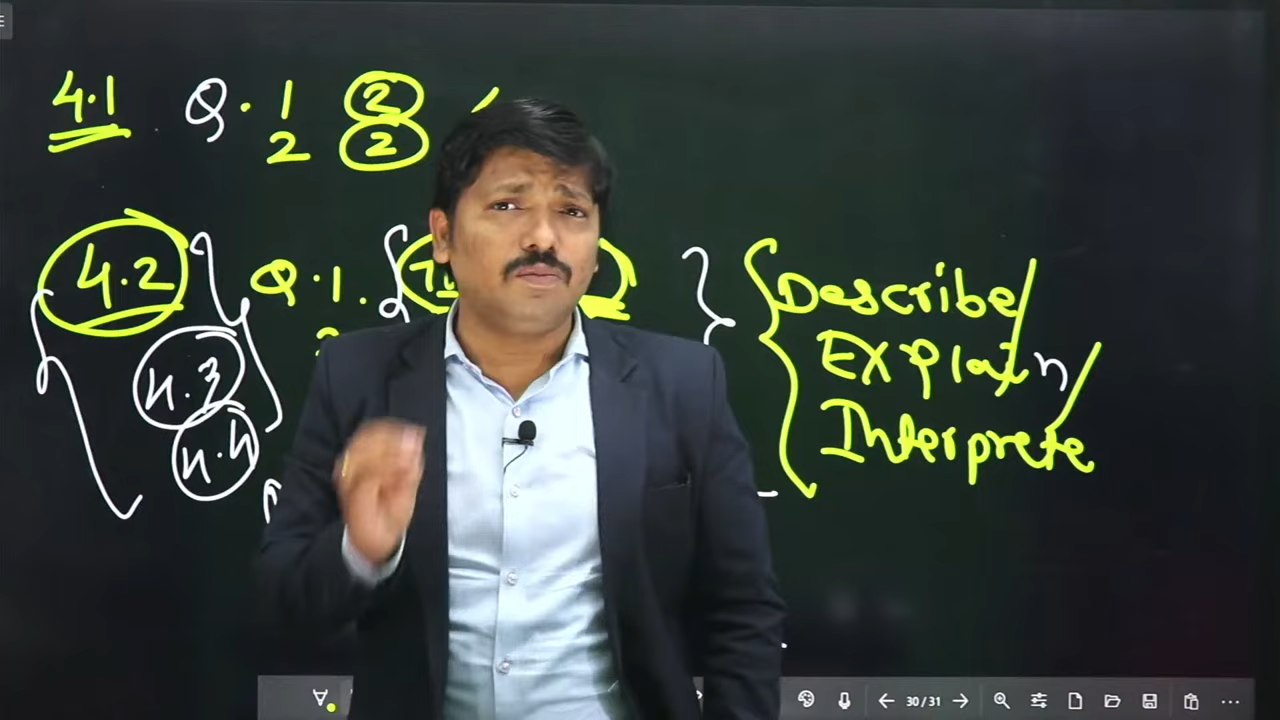 4.1 Q. 1 2
2 2
4.2 Q.1.
4.3
4.4
Describe/
Explain/
Interprete
30/31